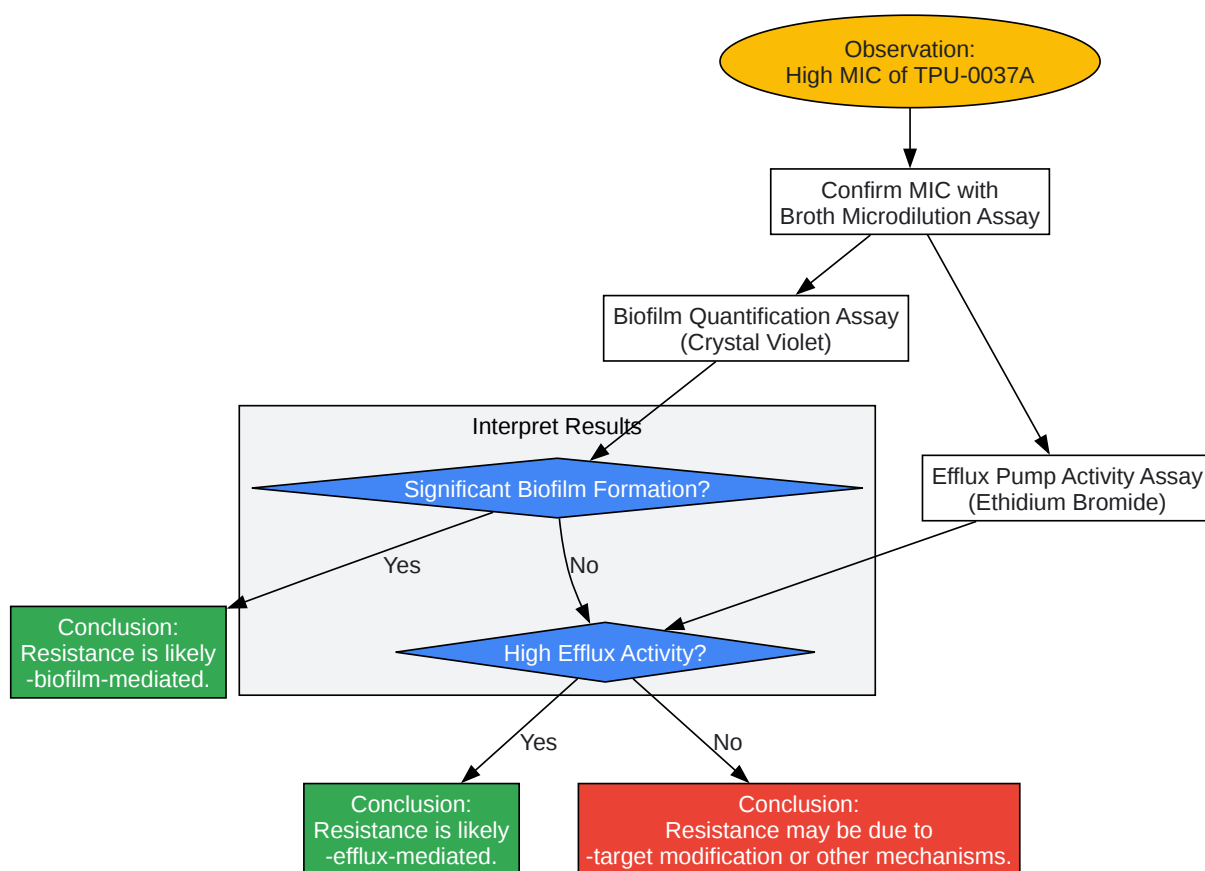 Observation:
High MIC of TPU-0037A
Confirm MIC with
Broth Microdilution Assay
Biofilm Quantification Assay
(Crystal Violet)
Interpret Results
Efflux Pump Activity Assay
(Ethidium Bromide)
Significant Biofilm Formation?
Yes
No
Conclusion:
Resistance is likely
-biofilm-mediated.
High Efflux Activity?
Yes
No
Conclusion:
Resistance is likely
-efflux-mediated.
Conclusion:
Resistance may be due to
-target modification or other mechanisms.